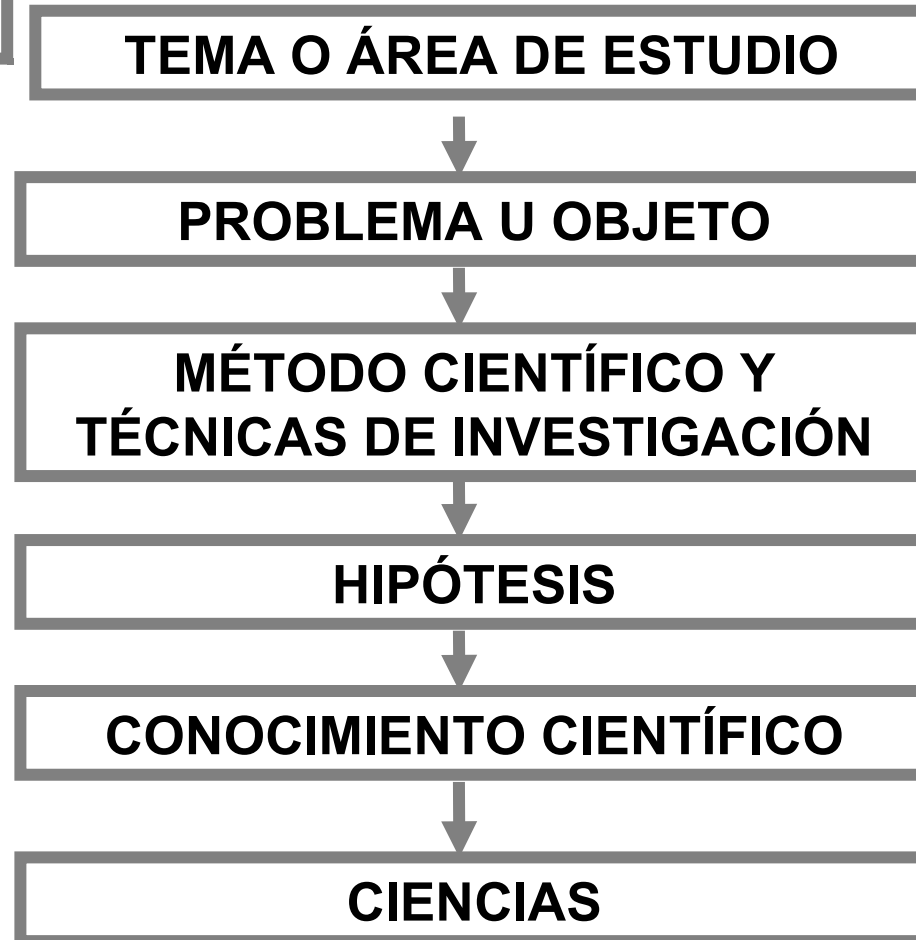 TEMA O ÁREA DE ESTUDIO
PROBLEMA U OBJETO
MÉTODO CIENTÍFICO Y
TÉCNICAS DE INVESTIGACIÓN
HIPÓTESIS
CONOCIMIENTO CIENTÍFICO
CIENCIAS